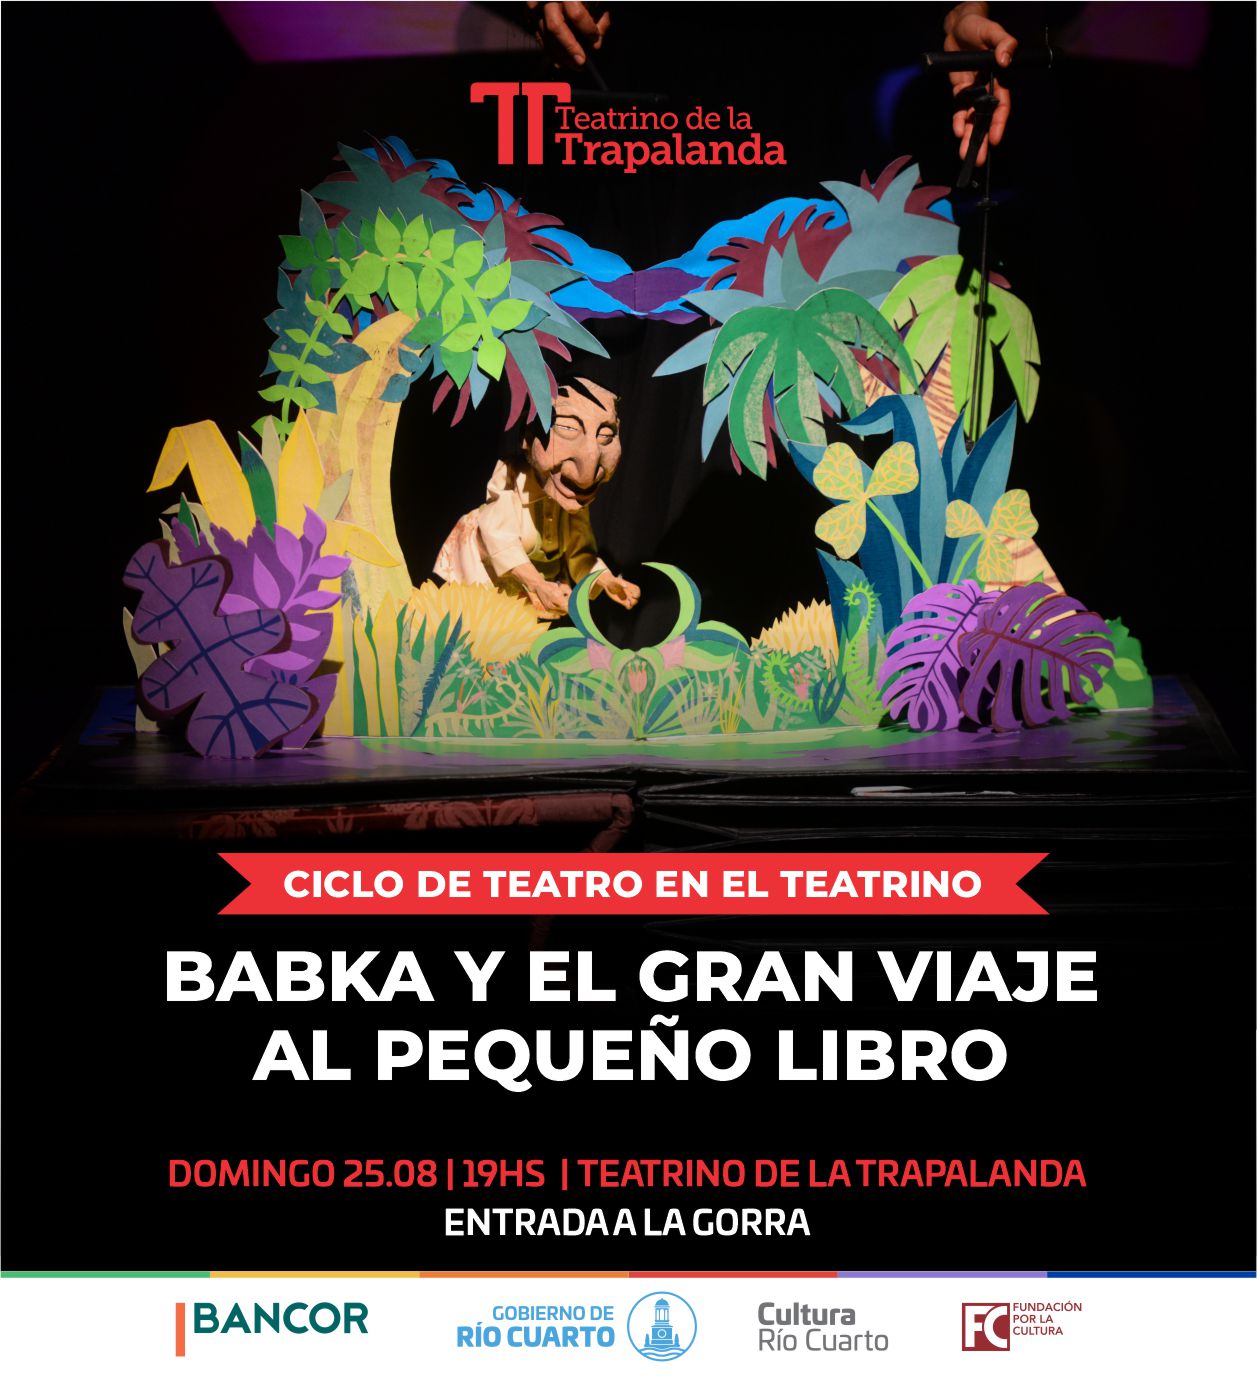 Teatrino de la
Trapalanda
CICLO DE TEATRO EN EL TEATRINO
BABKA Y EL GRAN VIAJE
AL PEQUEÑO LIBRO
DOMINGO 25.08 | 19HS | TEATRINO DE LA TRAPALANDA
ENTRADA A LA GORRA
BANCOR
GOBIERNO DE
RÍO CUARTO
Cultura
Río Cuarto
FC
FUNDACIÓN
POR LA
CULTURA